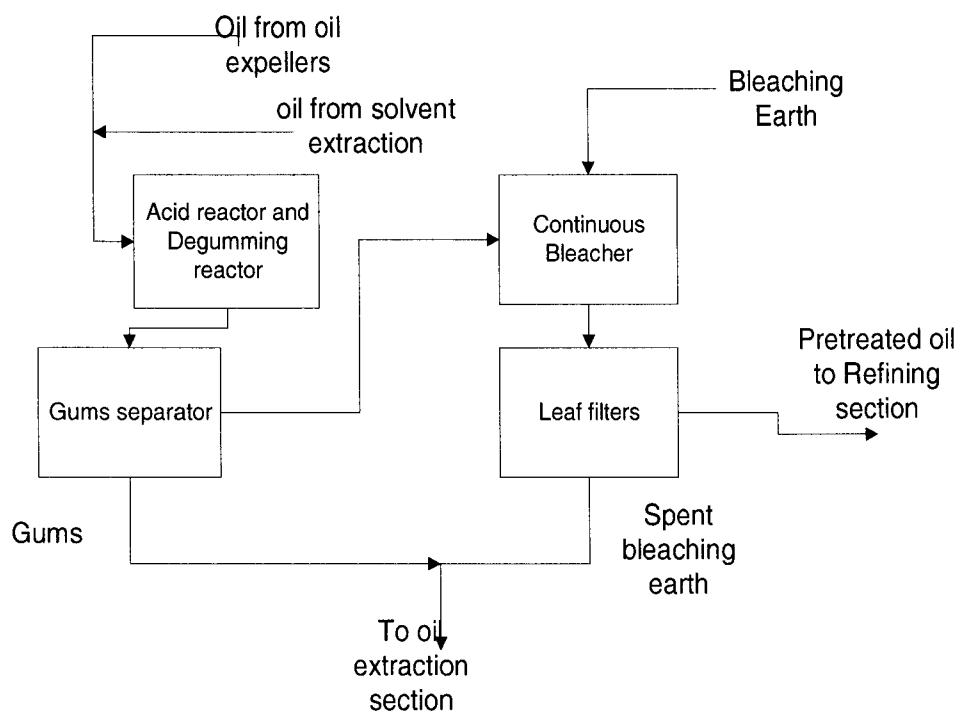 Oil from oil
expellers
oil from solvent
extraction
Bleaching
Earth
Acid reactor and
Degumming
reactor
Continuous
Bleacher
Gums separator
Leaf filters
Pretreated oil
to Refining
section
Gums
Spent
bleaching
earth
To oil
extraction
section